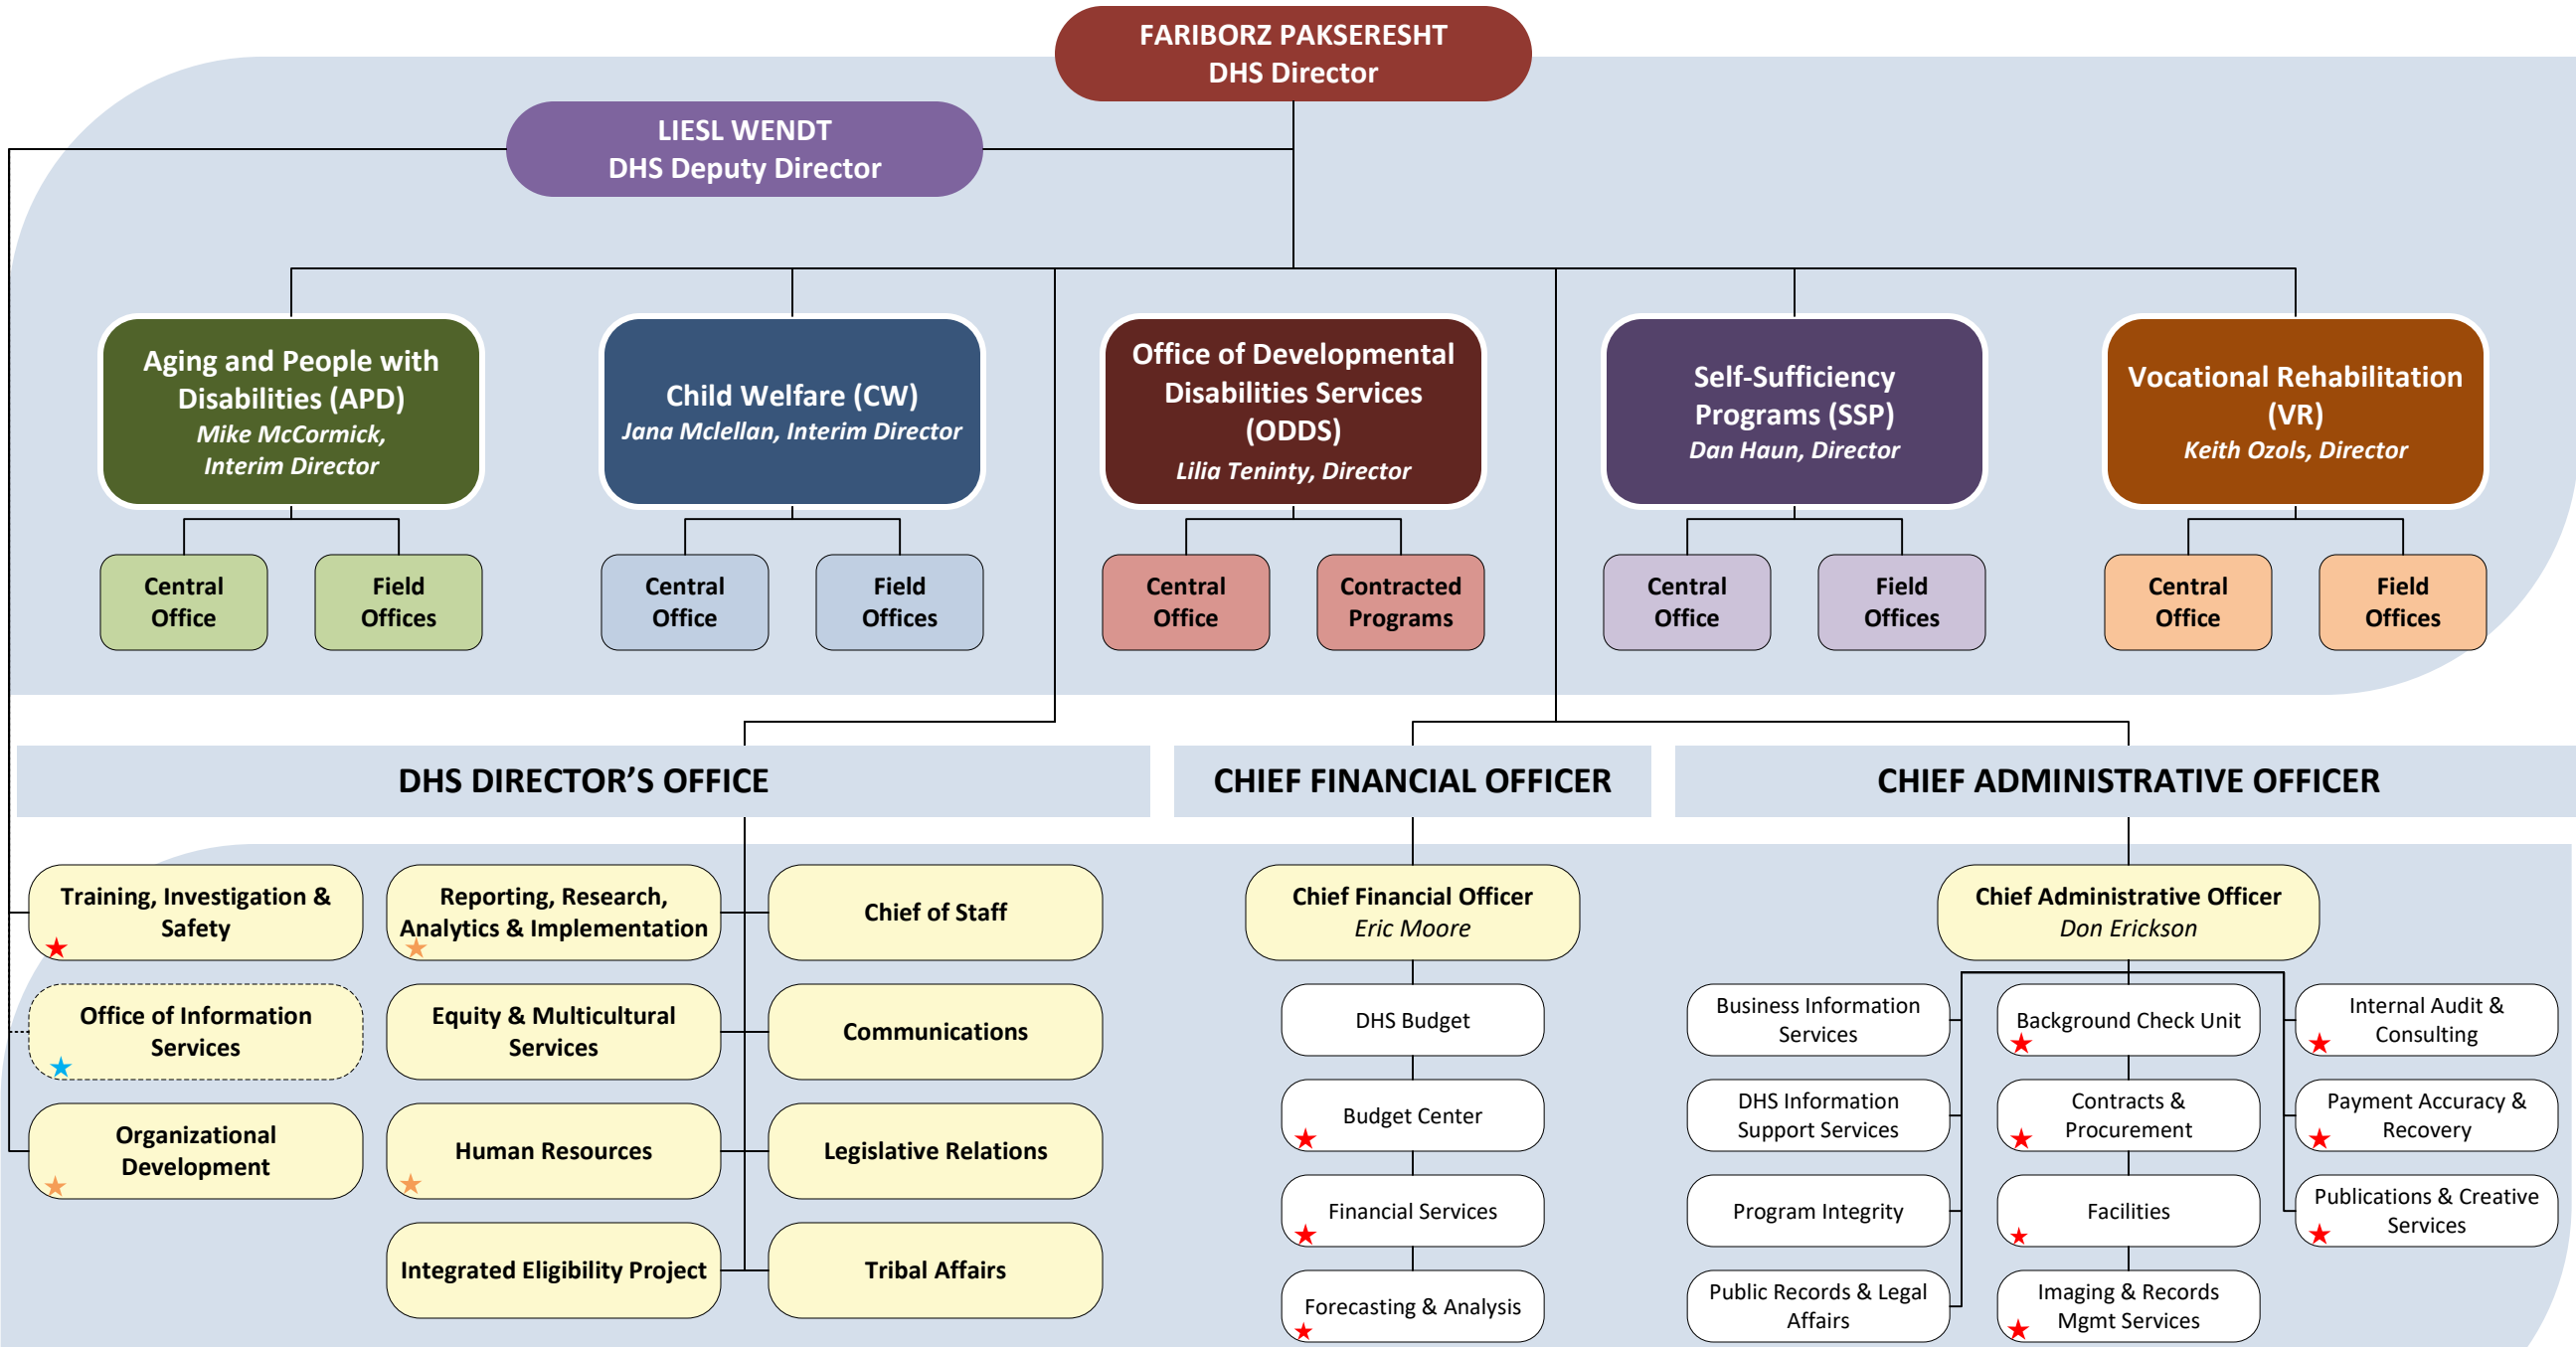 FARIBORZ PAKSERESHT
DHS Director
LIESL WENDT
DHS Deputy Director
Aging and People with
Disabilities (APD)
Mike McCormick,
Interim Director
Child Welfare (CW)
Jana Mclellan, Interim Director
Office of Developmental
Disabilities Services
(ODDS)
Lilia Teninty, Director
Self-Sufficiency
Programs (SSP)
Dan Haun, Director
Vocational Rehabilitation
(VR)
Keith Ozols, Director
Central
Office
Field
Offices
Central
Office
Field
Offices
Central
Office
Contracted
Programs
Central
Office
Field
Offices
Central
Office
Field
Offices
DHS DIRECTOR’S OFFICE
CHIEF FINANCIAL OFFICER
CHIEF ADMINISTRATIVE OFFICER
Training, Investigation &
Safety
Office of Information
Services
Organizational
Development
Reporting, Research,
Analytics & Implementation
Equity & Multicultural
Services
Human Resources
Integrated Eligibility Project
Chief of Staff
Communications
Legislative Relations
Tribal Affairs
Chief Financial Officer
Eric Moore
DHS Budget
Budget Center
Financial Services
Forecasting & Analysis
Chief Administrative Officer
Don Erickson
Business Information
Services
DHS Information
Support Services
Program Integrity
Public Records & Legal
Affairs
Background Check Unit
Contracts &
Procurement
Facilities
Imaging & Records
Mgmt Services
Internal Audit &
Consulting
Payment Accuracy &
Recovery
Publications & Creative
Services